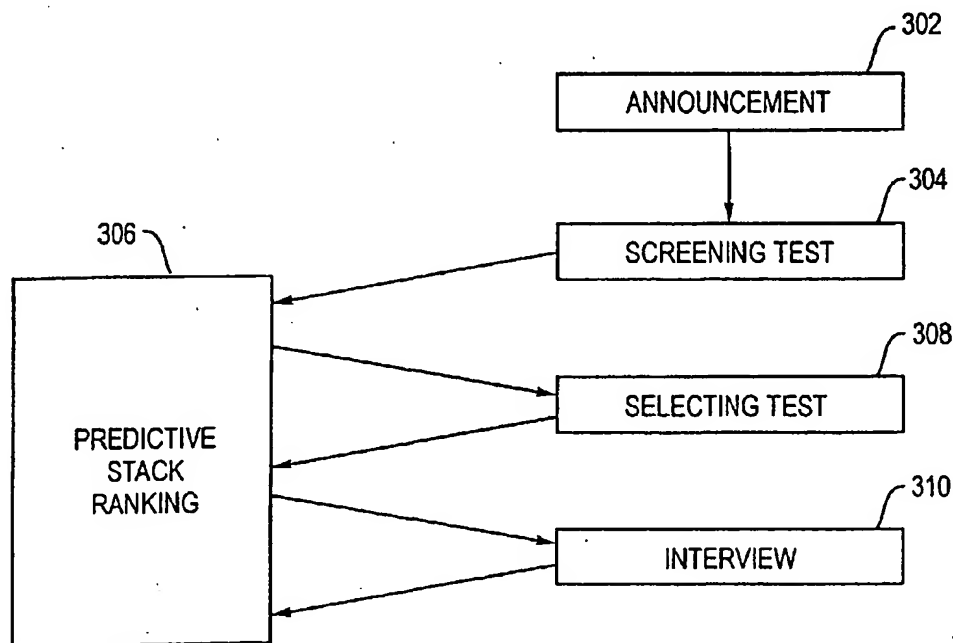 302
ANNOUNCEMENT
304
SCREENING TEST
306
308
SELECTING TEST
PREDICTIVE
STACK
RANKING
310
INTERVIEW